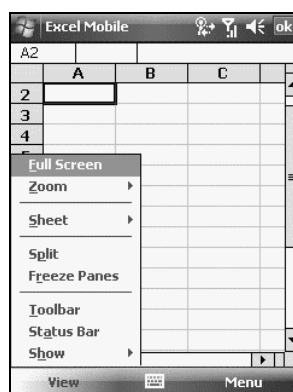 Excel Mobile ok
A2
A B C
2
3
4
Full Screen
Zoom
Sheet
Split
Freeze Panes
Toolbar
Status Bar
Show
View Menu